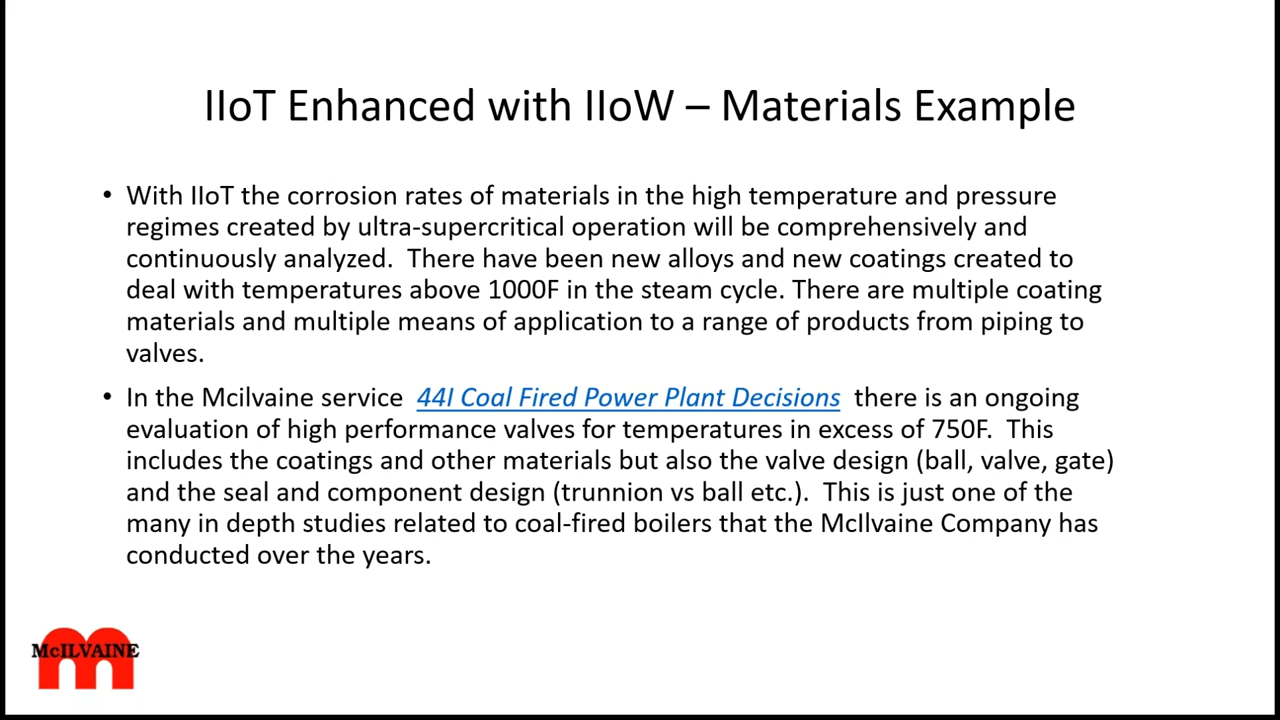 IIoT Enhanced with IIoW – Materials Example
• With IIoT the corrosion rates of materials in the high temperature and pressure
regimes created by ultra-supercritical operation will be comprehensively and
continuously analyzed.  There have been new alloys and new coatings created to
deal with temperatures above 1000F in the steam cycle. There are multiple coating
materials and multiple means of application to a range of products from piping to
valves.
• In the Mcilvaine service  44I Coal Fired Power Plant Decisions  there is an ongoing
evaluation of high performance valves for temperatures in excess of 750F.  This
includes the coatings and other materials but also the valve design (ball, valve, gate)
and the seal and component design (trunnion vs ball etc.).  This is just one of the
many in depth studies related to coal-fired boilers that the McIlvaine Company has
conducted over the years.
McILVAINE